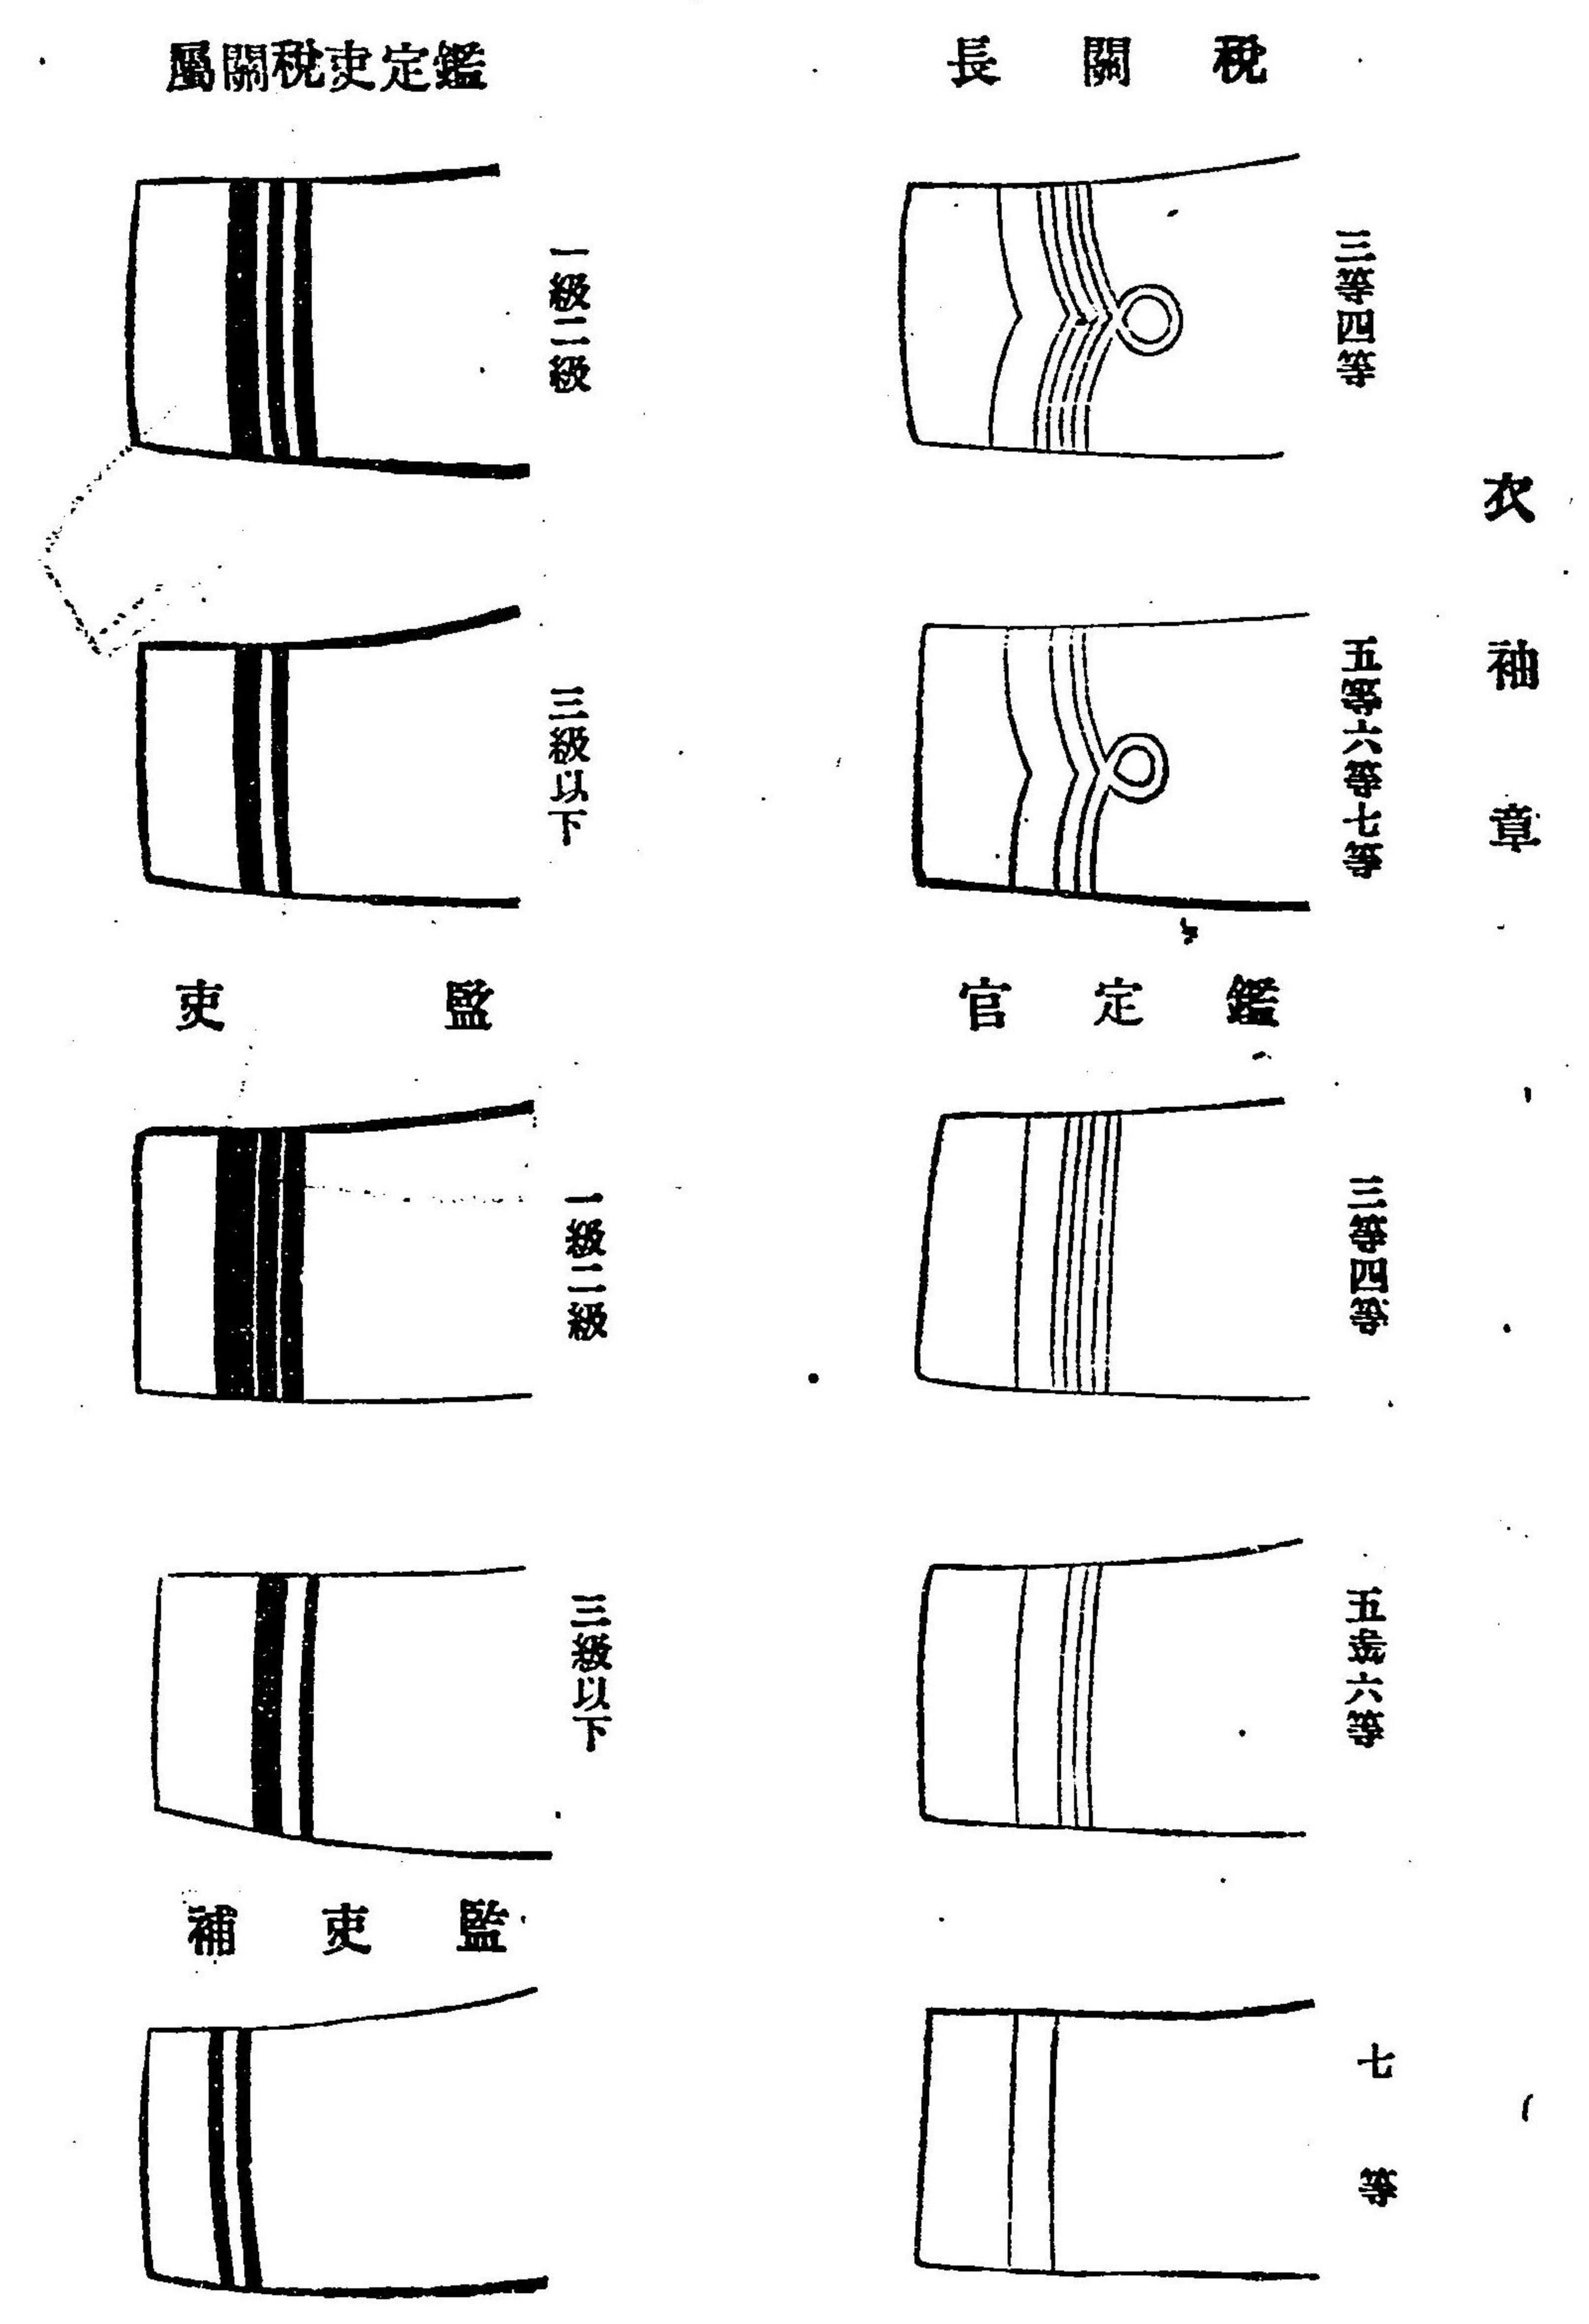 衣袖章
稅關長
三等四等
五等六等七等
鑑定官
三等四等
五等六等
七等
鑑定吏稅關屬
一級二級
三級以下
監吏
一級二級
三級以下
監吏補